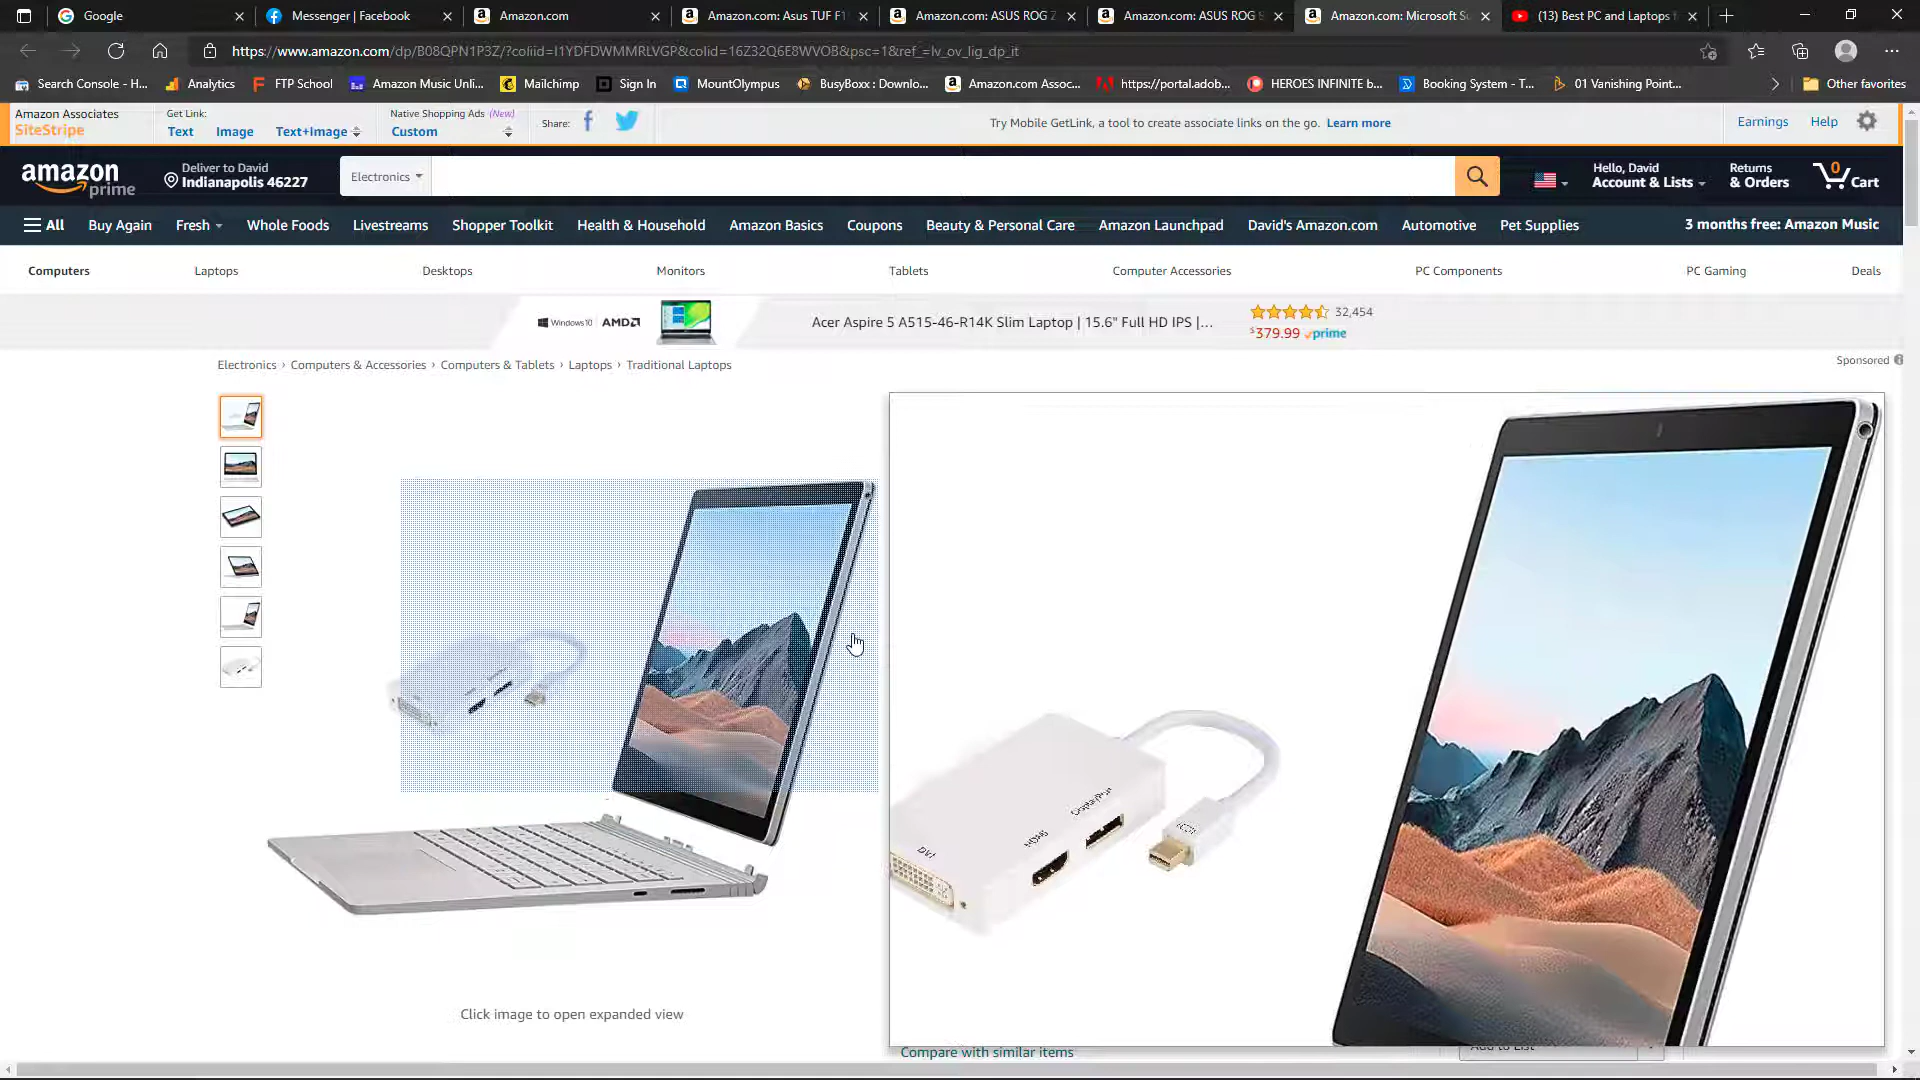 Google
Messenger | Facebook
Amazon.com
Amazon.com: Asus TUF F1
Amazon.com: ASUS ROG Z
Amazon.com: ASUS ROG
Amazon.com: Microsoft Su
(13) Best PC and Laptops
https://www.amazon.com/dp/B08QPN1P3Z/?coliid=I1YDFDWMMRLVGP&colid=16Z32Q6E8WVOB&psc=1&ref_=lv_ov_lig_dp_it
Search Console - H...
Analytics
FTP School
Amazon Music Unli...
Mailchimp
Sign In
MountOlympus
BusyBoxx : Downlo...
Amazon.com Assoc...
https://portal.adob...
HEROES INFINITE b...
Booking System - T...
01 Vanishing Point...
Other favorites
Amazon Associates
SiteStripe
Get Link:
Text Image Text+Image
Native Shopping Ads (New)
Custom
Share:
Try Mobile GetLink, a tool to create associate links on the go. Learn more
Earnings
Help
amazon
prime
Deliver to David
Indianapolis 46227
Electronics
Hello, David
Account & Lists
Returns
& Orders
0
Cart
All
Buy Again
Fresh
Whole Foods
Livestreams
Shopper Toolkit
Health & Household
Amazon Basics
Coupons
Beauty & Personal Care
Amazon Launchpad
David's Amazon.com
Automotive
Pet Supplies
3 months free: Amazon Music
Computers
Laptops
Desktops
Monitors
Tablets
Computer Accessories
PC Components
PC Gaming
Deals
Windows10 AMD
Acer Aspire 5 A515-46-R14K Slim Laptop | 15.6" Full HD IPS |...
32,454
$379.99 prime
Sponsored
Electronics › Computers & Accessories › Computers & Tablets › Laptops › Traditional Laptops
DisplayPort
HDMI
DVI
Click image to open expanded view
Compare with similar items
Add to List